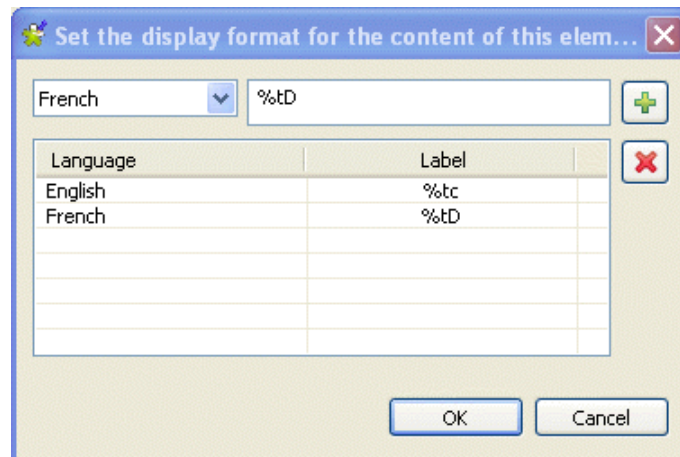 Set the display format for the content of this elem...
French %tD
Language Label
English %tc
French %tD
OK Cancel